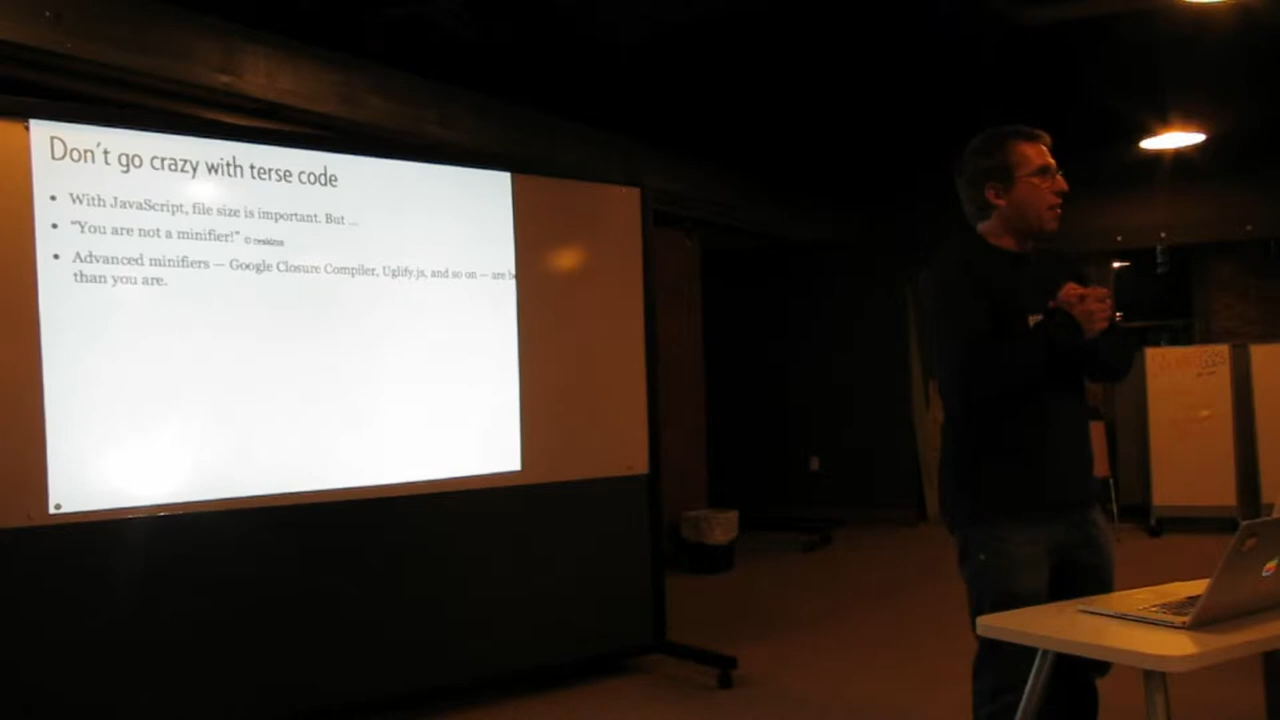 Don't go crazy with terse code
• With JavaScript, file size is important. But ...
• "You are not a minifier!"
• Advanced minifiers — Google Closure Compiler, Uglify.js, and so on — are
than you are.